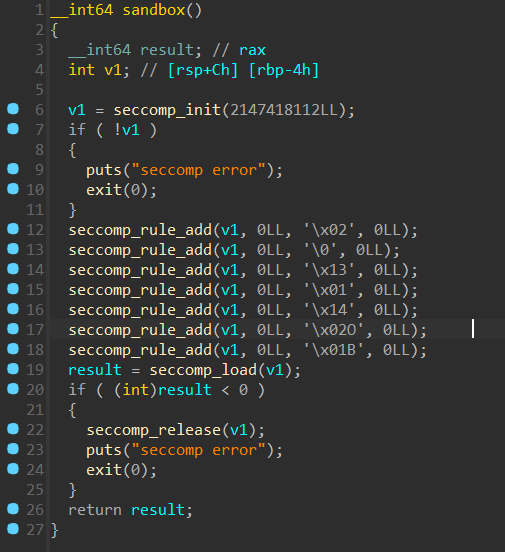 1 __int64 sandbox()
2 {
3   __int64 result; // rax
4   int v1; // [rsp+Ch] [rbp-4h]
5
6   v1 = seccomp_init(2147418112LL);
7   if ( !v1 )
8   {
9     puts("seccomp error");
10     exit(0);
11   }
12   seccomp_rule_add(v1, 0LL, '\x02', 0LL);
13   seccomp_rule_add(v1, 0LL, '\0', 0LL);
14   seccomp_rule_add(v1, 0LL, '\x13', 0LL);
15   seccomp_rule_add(v1, 0LL, '\x01', 0LL);
16   seccomp_rule_add(v1, 0LL, '\x14', 0LL);
17   seccomp_rule_add(v1, 0LL, '\x02O', 0LL);
18   seccomp_rule_add(v1, 0LL, '\x01B', 0LL);
19   result = seccomp_load(v1);
20   if ( (int)result < 0 )
21   {
22     seccomp_release(v1);
23     puts("seccomp error");
24     exit(0);
25   }
26   return result;
27 }